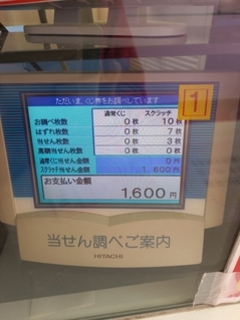 ただいま、くじ券をお調べしています
通常くじ スクラッチ
お調べ枚数 0枚 10枚
はずれ枚数 0枚 7枚
当せん枚数 0枚 3枚
高額当せん枚数 0枚 0枚
通常くじ当せん金額 0円
スクラッチ当せん金額 1,600円
お支払い金額
1,600円
1
当せん調べご案内
HITACHI